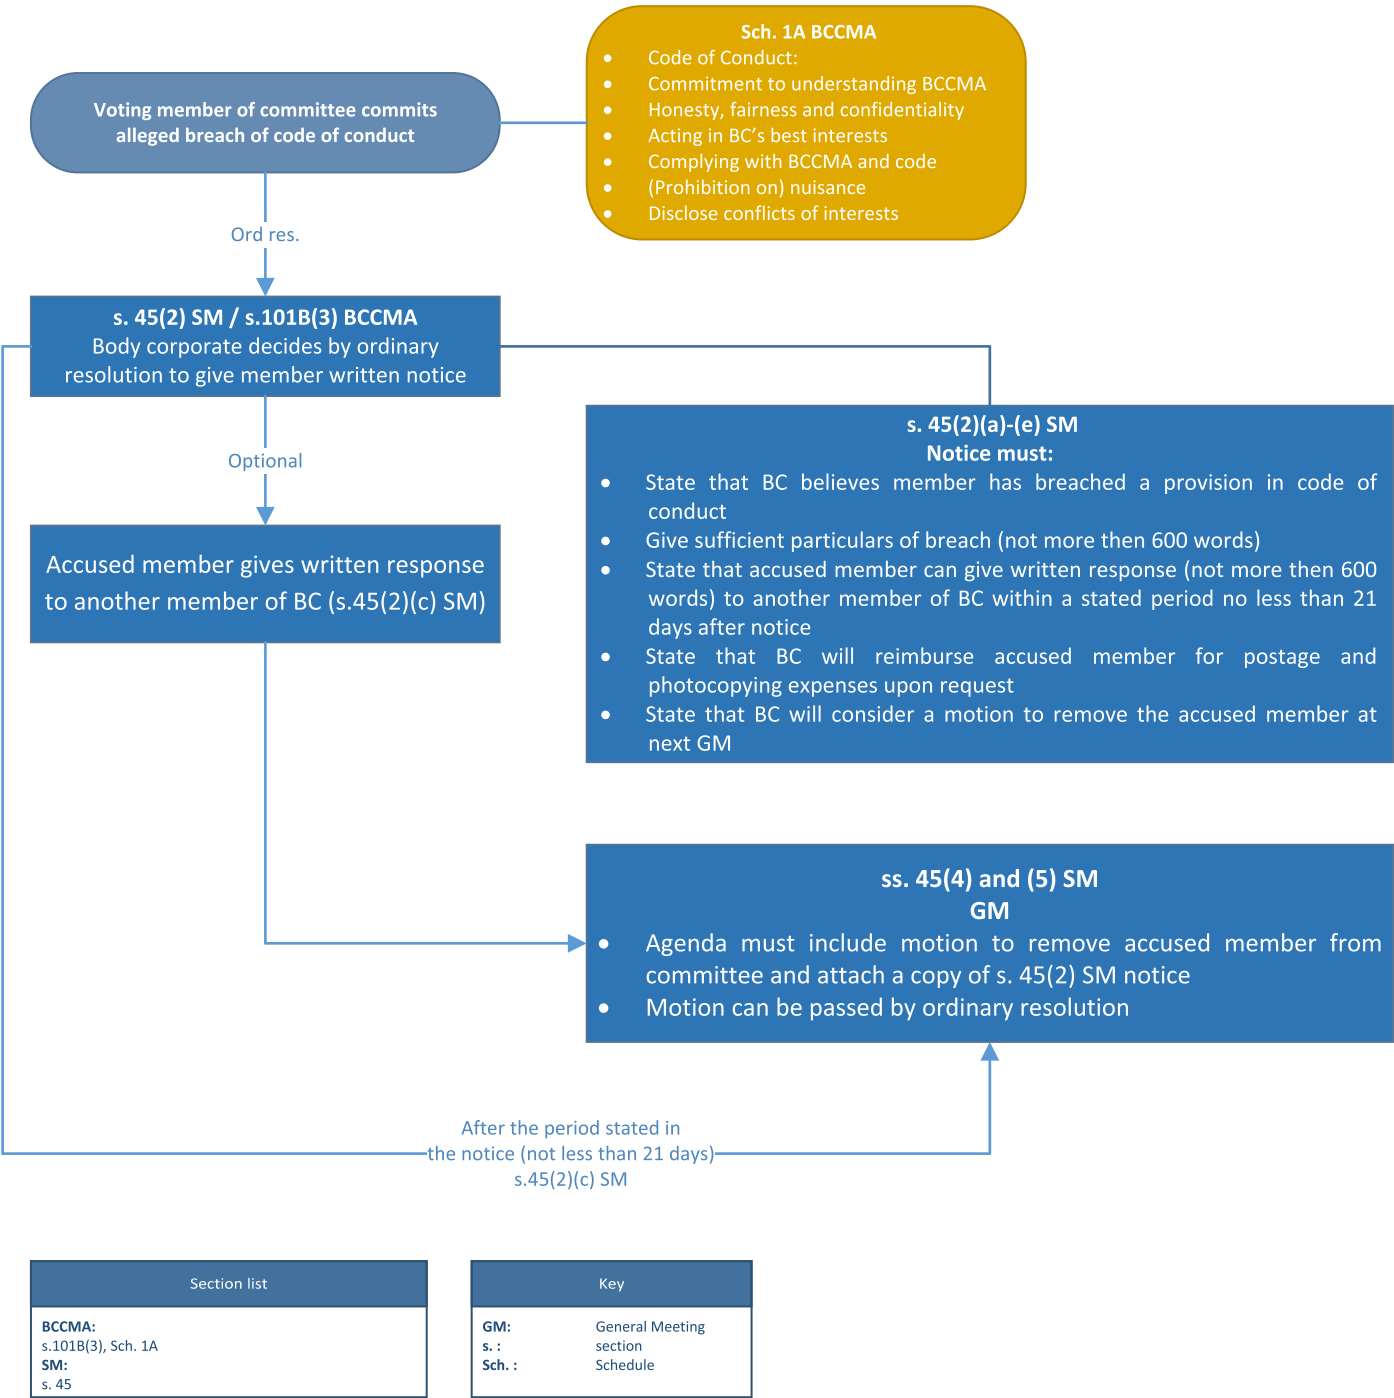 Sch. 1A BCCMA
• Code of Conduct:
• Commitment to understanding BCCMA
• Honesty, fairness and confidentiality
• Acting in BC's best interests
• Complying with BCCMA and code
• (Prohibition on) nuisance
• Disclose conflicts of interests
Voting member of committee commits
alleged breach of code of conduct
Ord res.
s. 45(2) SM / s.101B(3) BCCMA
Body corporate decides by ordinary
resolution to give member written notice
Optional
Accused member gives written response
to another member of BC (s.45(2)(c) SM)
s. 45(2)(a)-(e) SM
Notice must:
• State that BC believes member has breached a provision in code of
conduct
• Give sufficient particulars of breach (not more then 600 words)
• State that accused member can give written response (not more then 600
words) to another member of BC within a stated period no less than 21
days after notice
• State that BC will reimburse accused member for postage and
photocopying expenses upon request
• State that BC will consider a motion to remove the accused member at
next GM
ss. 45(4) and (5) SM
GM
• Agenda must include motion to remove accused member from
committee and attach a copy of s. 45(2) SM notice
• Motion can be passed by ordinary resolution
After the period stated in
the notice (not less than 21 days)
s.45(2)(c) SM
Section list
BCCMA:
s.101B(3), Sch. 1A
SM:
s. 45
Key
GM: General Meeting
s. : section
Sch. : Schedule